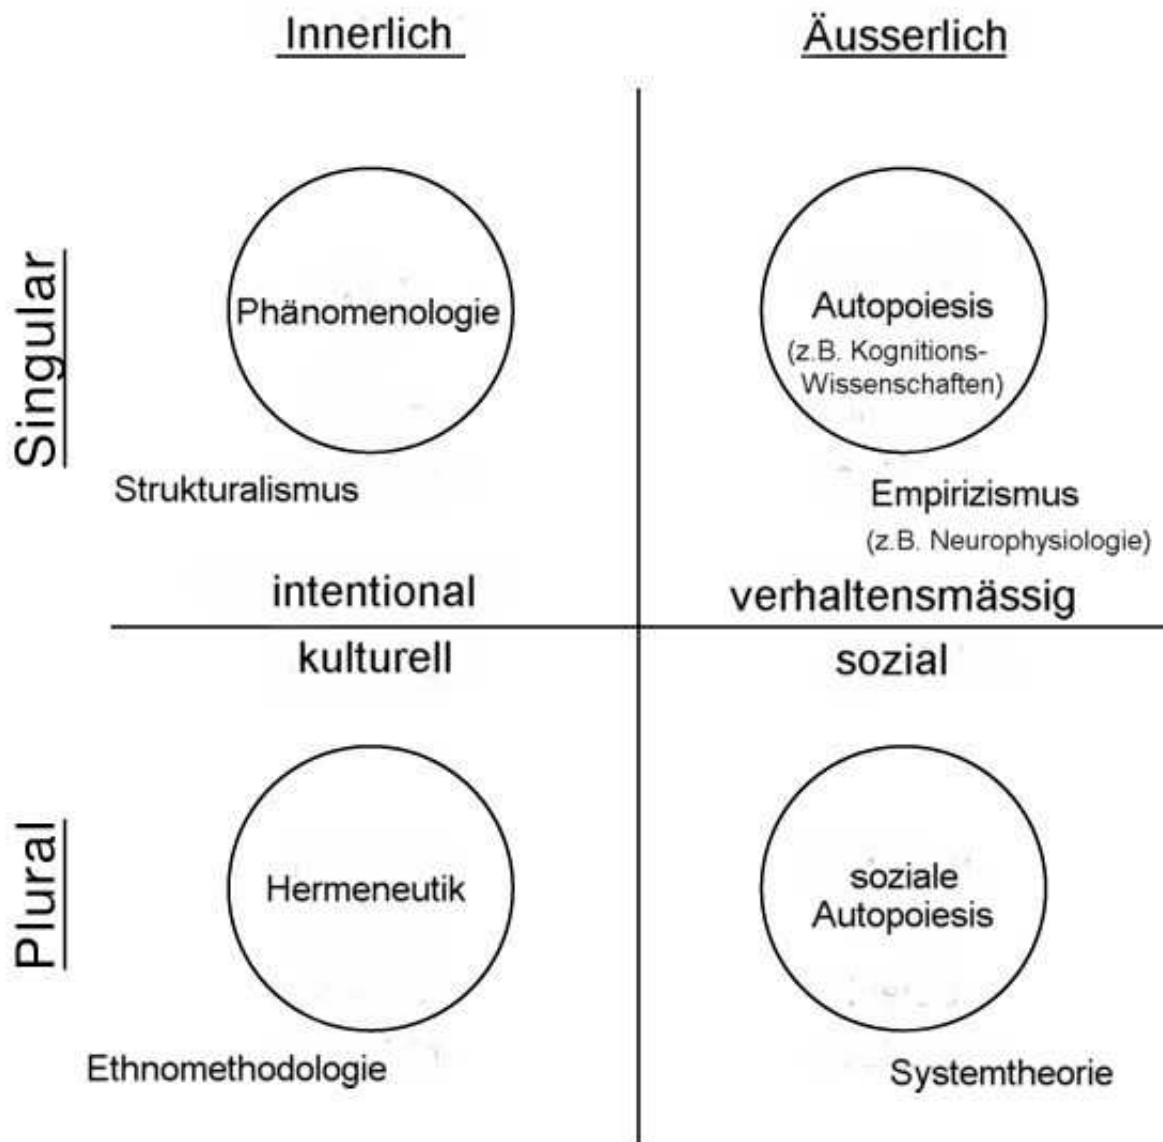 Innerlich
Äusserlich
Singular
Phänomenologie
Autopoiesis
(z.B. Kognitions-
Wissenschaften)
Strukturalismus
Empirizismus
(z.B. Neurophysiologie)
intentional
verhaltensmässig
kulturell
sozial
Plural
Hermeneutik
soziale
Autopoiesis
Ethnomethodologie
Systemtheorie